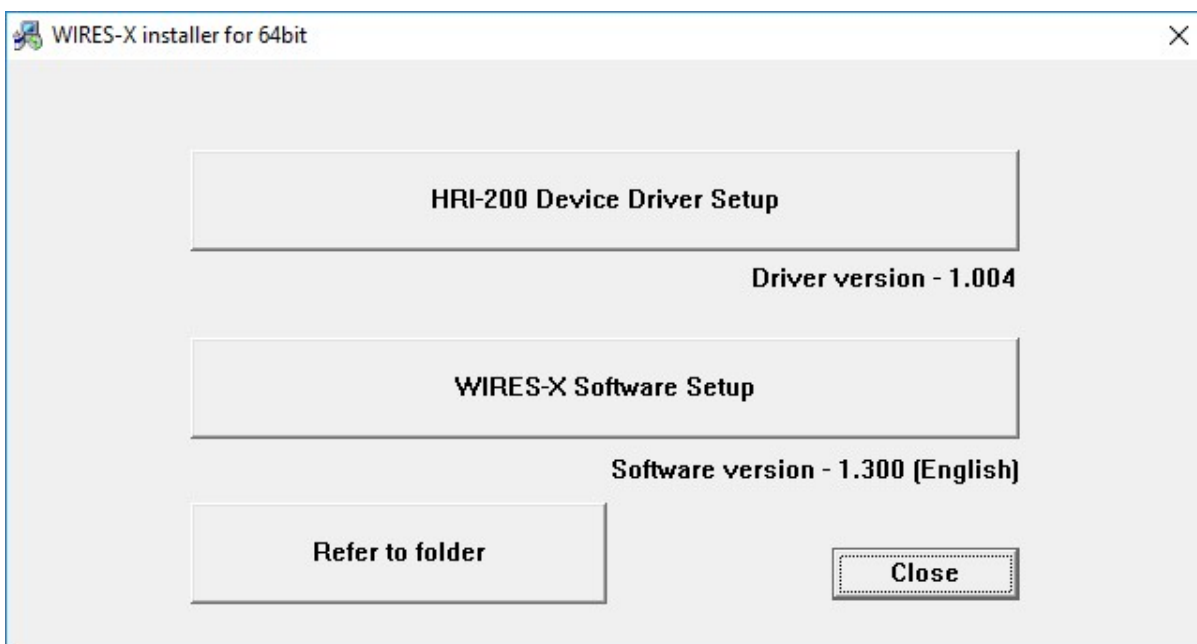 WIRES-X installer for 64bit
HRI-200 Device Driver Setup
Driver version - 1.004
WIRES-X Software Setup
Software version - 1.300 (English)
Refer to folder
Close